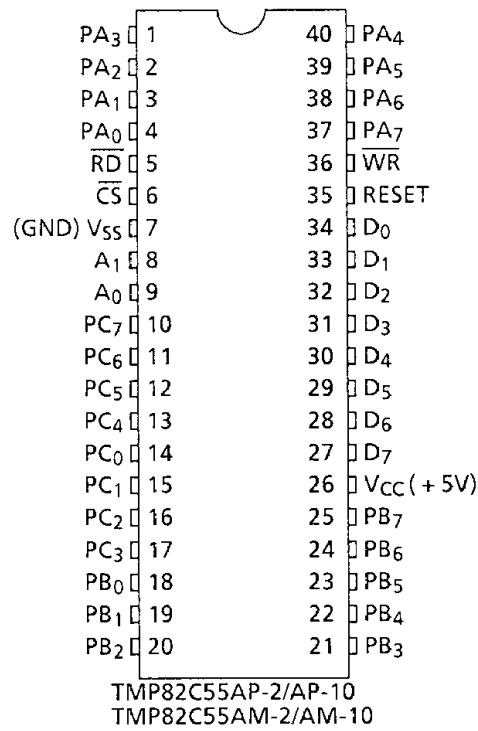 PA₃ 1 40 PA₄
PA₂ 2 39 PA₅
PA₁ 3 38 PA₆
PA₀ 4 37 PA₇
R̅D̅ 5 36 W̅R̅
C̅S̅ 6 35 RESET
(GND) VSS 7 34 D₀
A₁ 8 33 D₁
A₀ 9 32 D₂
PC₇ 10 31 D₃
PC₆ 11 30 D₄
PC₅ 12 29 D₅
PC₄ 13 28 D₆
PC₀ 14 27 D₇
PC₁ 15 26 VCC (+5V)
PC₂ 16 25 PB₇
PC₃ 17 24 PB₆
PB₀ 18 23 PB₅
PB₁ 19 22 PB₄
PB₂ 20 21 PB₃
TMP82C55AP-2/AP-10
TMP82C55AM-2/AM-10